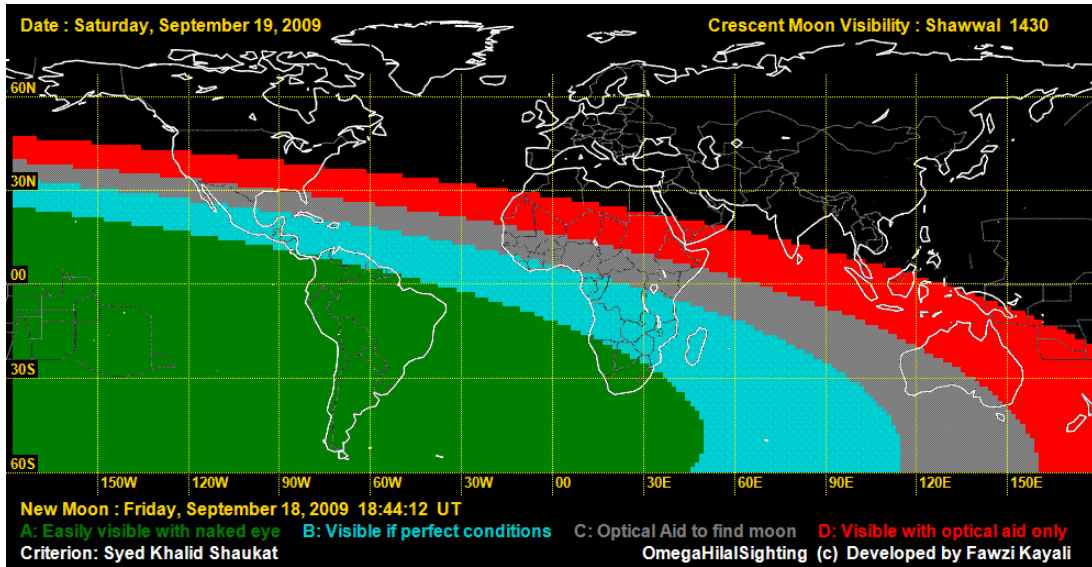 Date : Saturday, September 19, 2009
Crescent Moon Visibility : Shawwal 1430
60N
30N
00
30S
60S
150W 120W 90W 60W 30W 00 30E 60E 90E 120E 150E
New Moon : Friday, September 18, 2009 18:44:12 UT
A: Easily visible with naked eye B: Visible if perfect conditions C: Optical Aid to find moon D: Visible with optical aid only
Criterion: Syed Khalid Shaukat OmegaHilalSighting (c) Developed by Fawzi Kayali